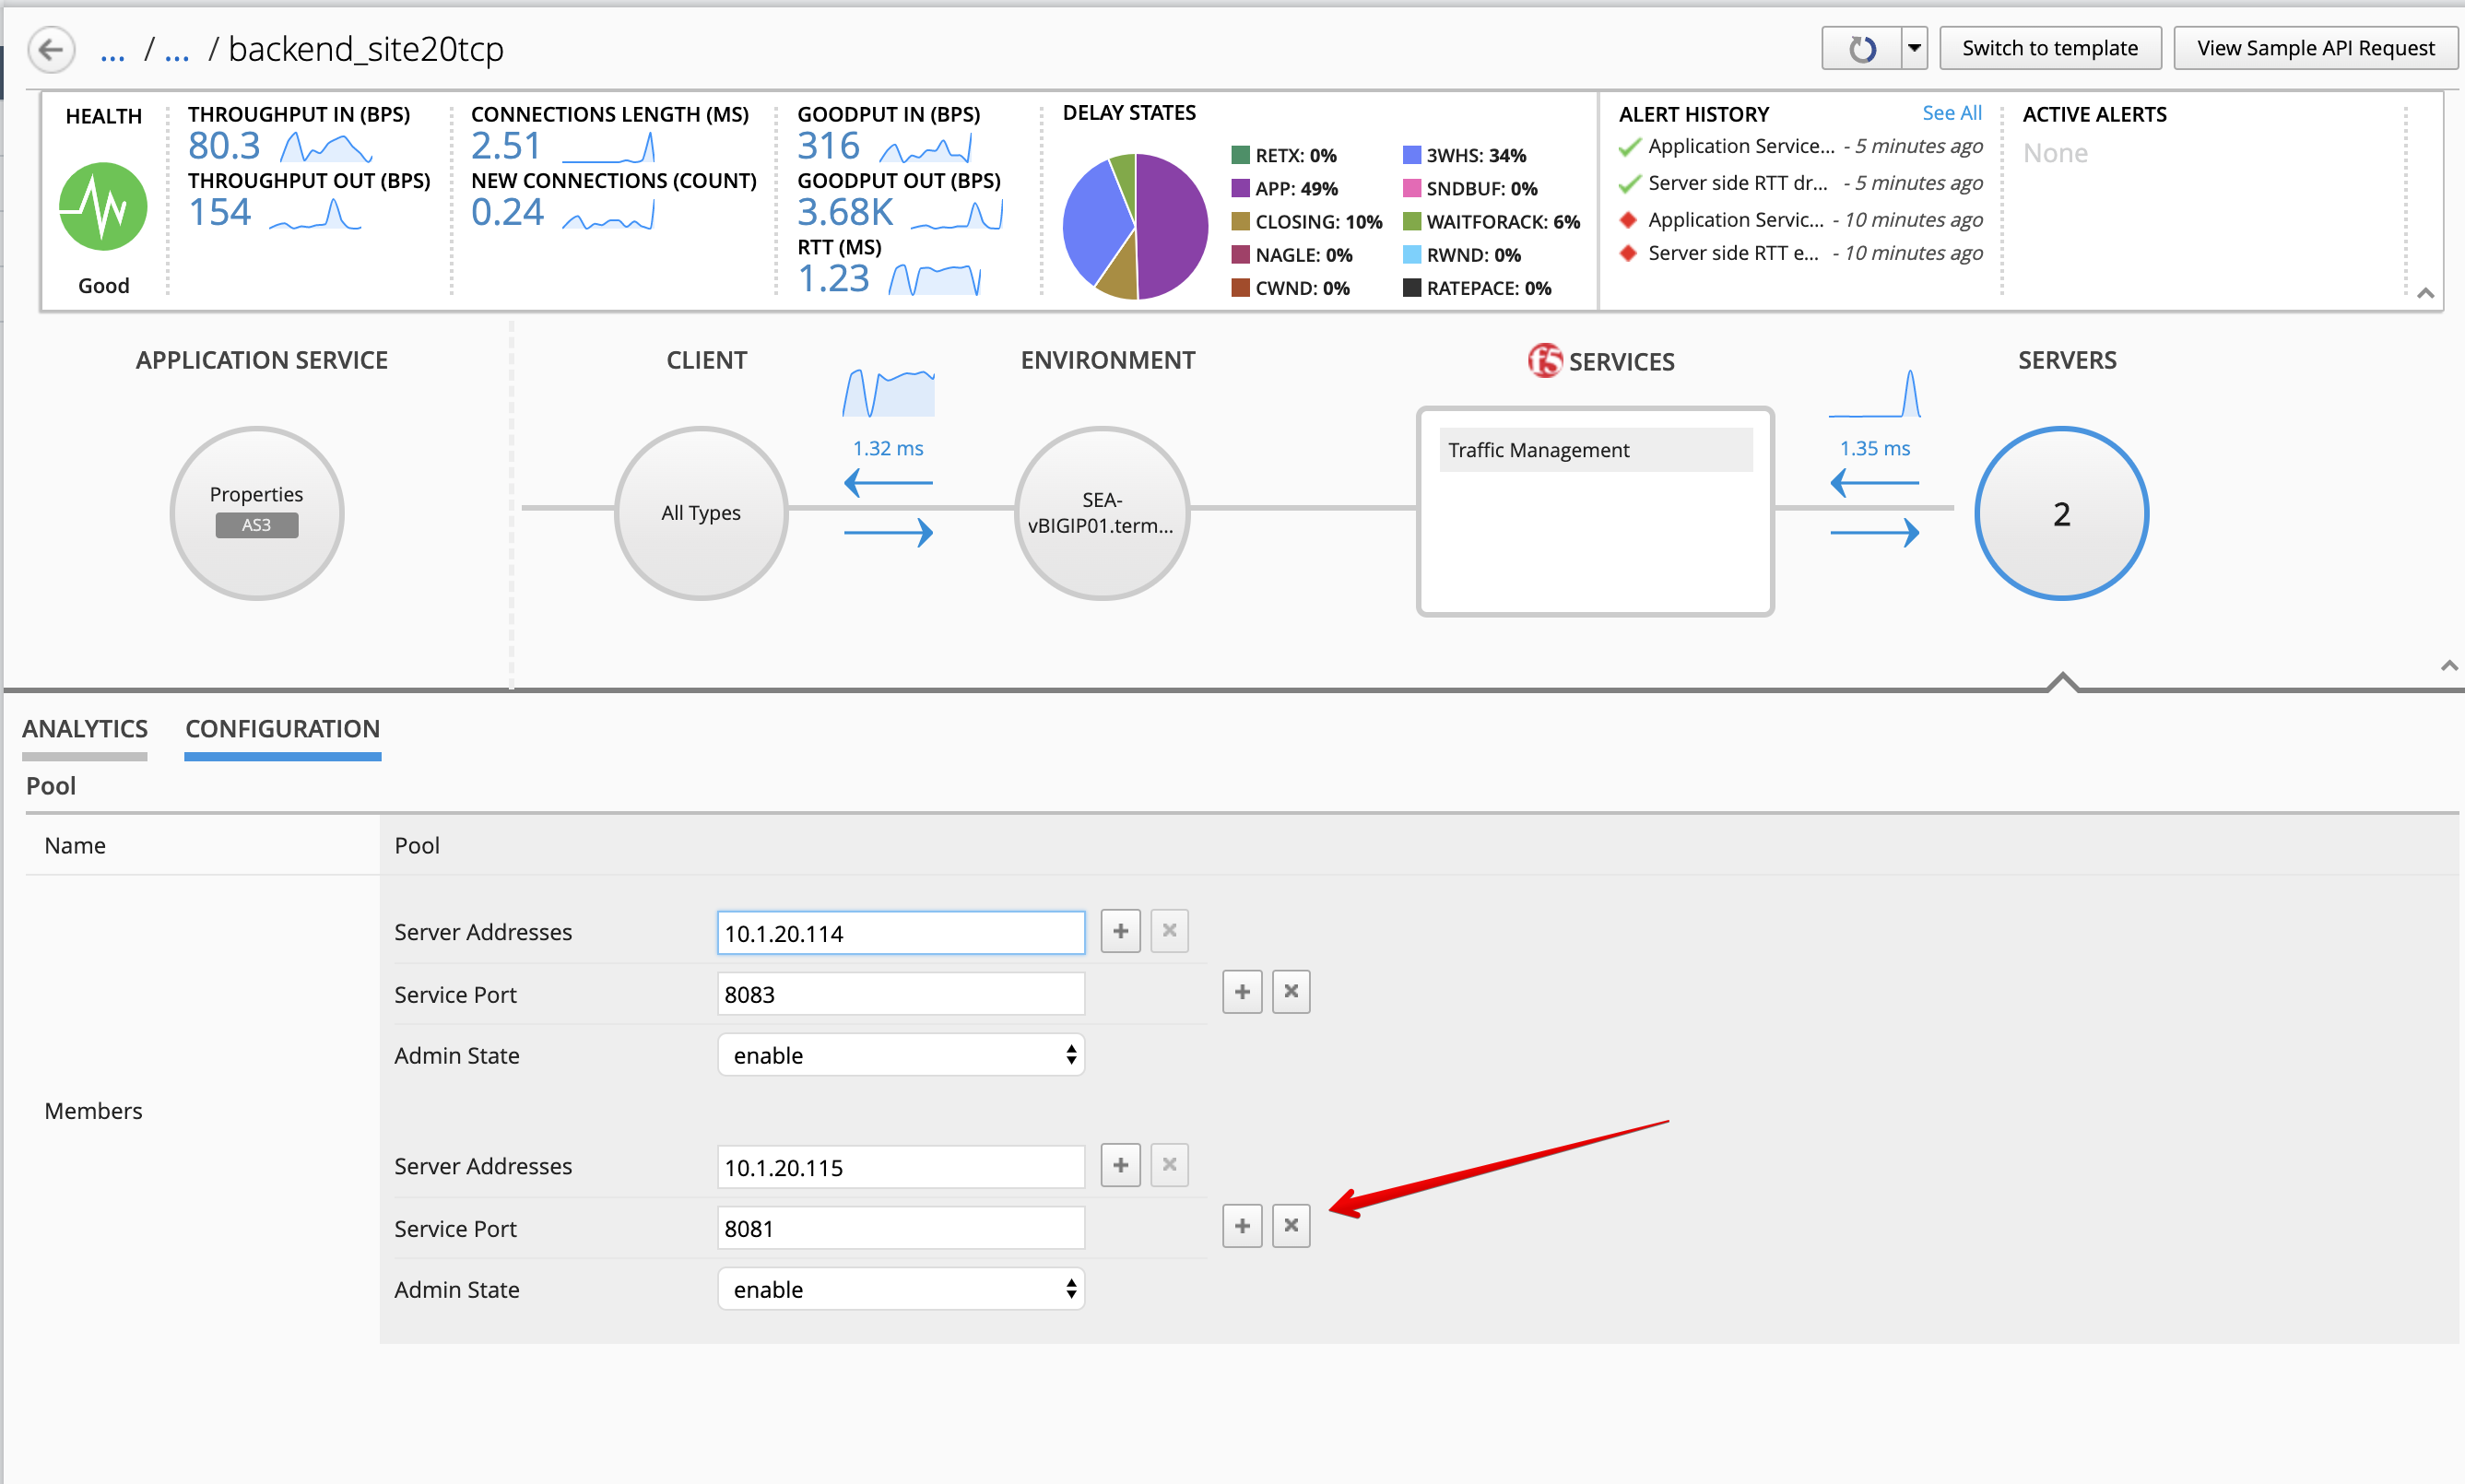 ... / ... / backend_site20tcp
Switch to template
View Sample API Request
HEALTH
Good
THROUGHPUT IN (BPS)
80.3
THROUGHPUT OUT (BPS)
154
CONNECTIONS LENGTH (MS)
2.51
NEW CONNECTIONS (COUNT)
0.24
GOODPUT IN (BPS)
316
GOODPUT OUT (BPS)
3.68K
RTT (MS)
1.23
DELAY STATES
RETX: 0%
3WHS: 34%
APP: 49%
SNDBUF: 0%
CLOSING: 10%
WAITFORACK: 6%
NAGLE: 0%
RWND: 0%
CWND: 0%
RATEPACE: 0%
ALERT HISTORY
See All
Application Service... - 5 minutes ago
Server side RTT dr... - 5 minutes ago
Application Servic... - 10 minutes ago
Server side RTT e... - 10 minutes ago
ACTIVE ALERTS
None
APPLICATION SERVICE
CLIENT
ENVIRONMENT
f5 SERVICES
SERVERS
Properties
AS3
All Types
1.32 ms
SEA-
vBIGIP01.term...
Traffic Management
1.35 ms
2
ANALYTICS
CONFIGURATION
Pool
Name
Pool
Members
Server Addresses
10.1.20.114
Service Port
8083
Admin State
enable
Server Addresses
10.1.20.115
Service Port
8081
Admin State
enable